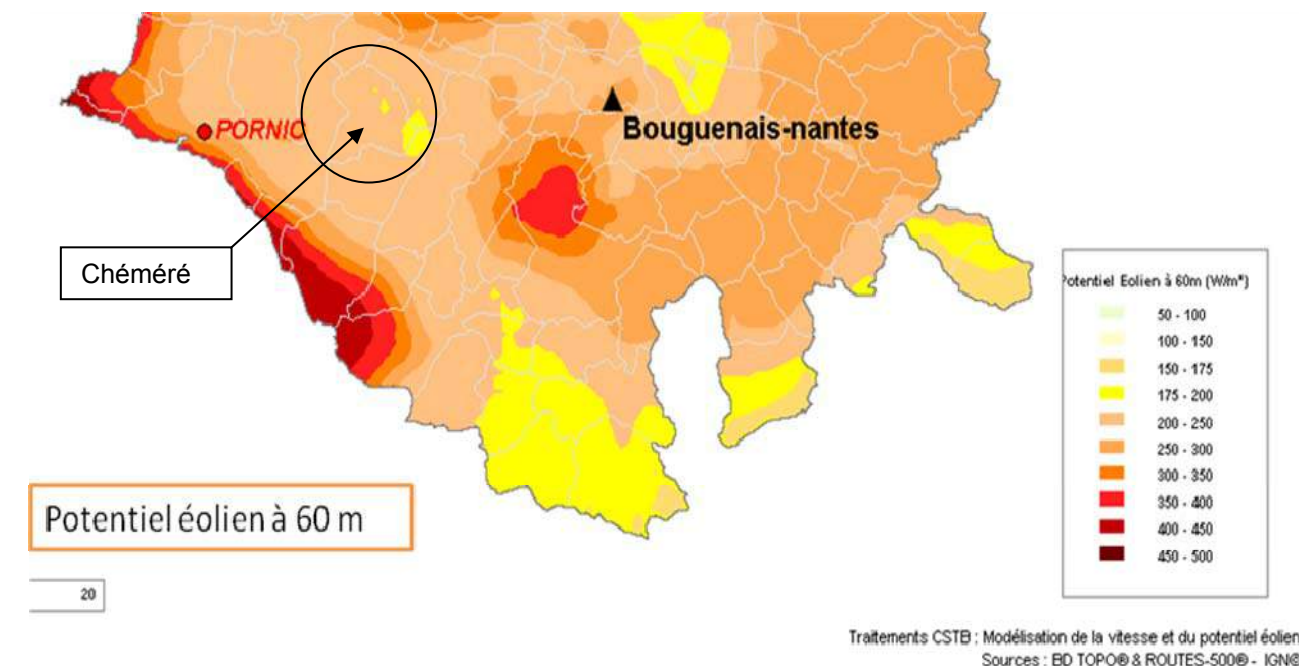 PORNIC
Bouguenais-nantes
Chéméré
Potentiel Eolien à 60m (W/m²)
50 - 100
100 - 150
150 - 175
175 - 200
200 - 250
250 - 300
300 - 350
350 - 400
400 - 450
450 - 500
Potentiel éolien à 60 m
20
Traitements CSTB : Modélisation de la vitesse et du potentiel éolien
Sources : BD TOPO® & ROUTES-500® - IGN®